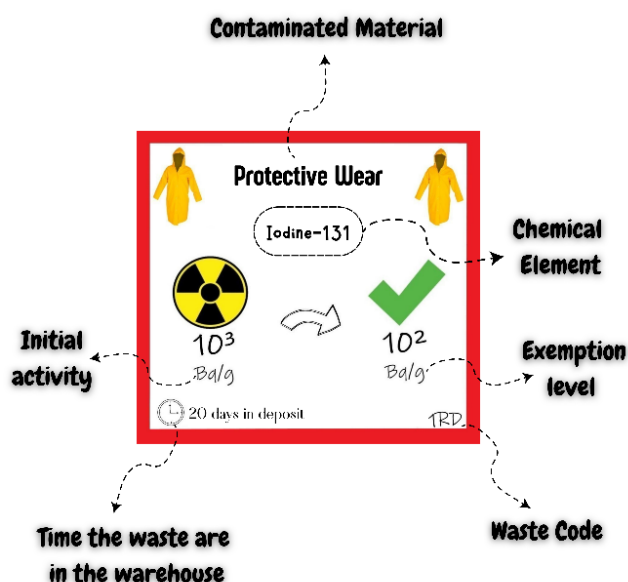 Contaminated Material
Protective Wear
Iodine-131
Chemical
Element
10³
Bq/g
10²
Bq/g
Initial
activity
Exemption
level
20 days in deposit
TRD.
Time the waste are
in the warehouse
Waste Code